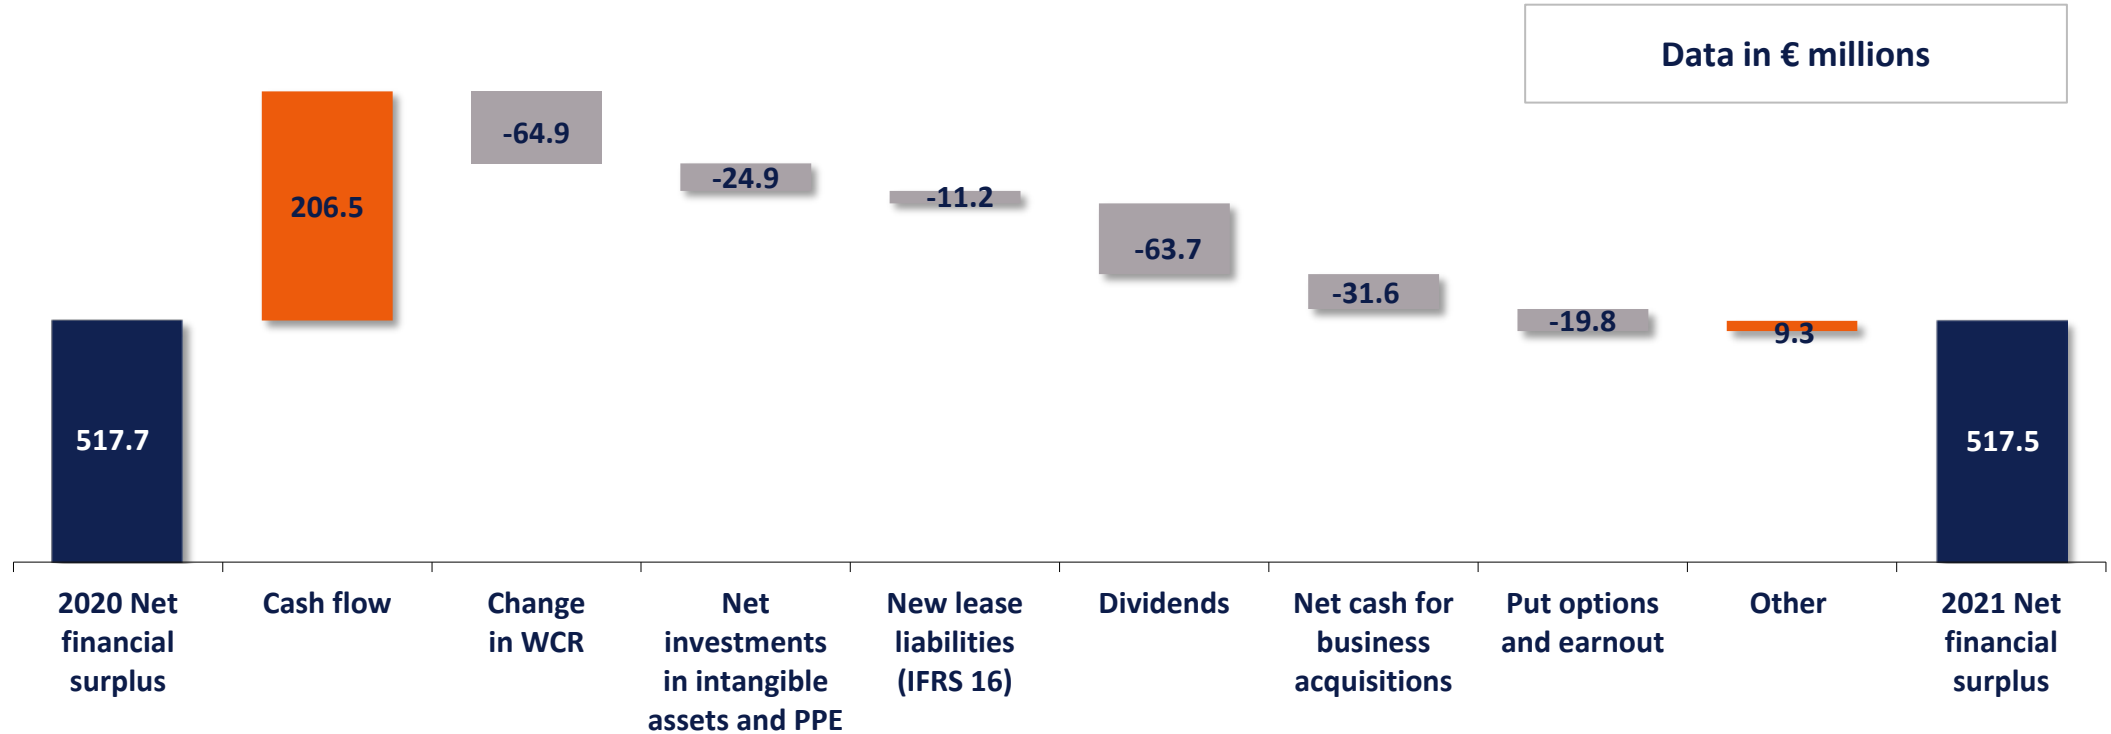 Data in € millions
-64.9
-24.9
206.5
-11.2
-63.7
-31.6
-19.8
9.3
517.7
517.5
2020 Net
financial
surplus
Cash flow
Change
in WCR
Net
investments
in intangible
assets and PPE
New lease
liabilities
(IFRS 16)
Dividends
Net cash for
business
acquisitions
Put options
and earnout
Other
2021 Net
financial
surplus